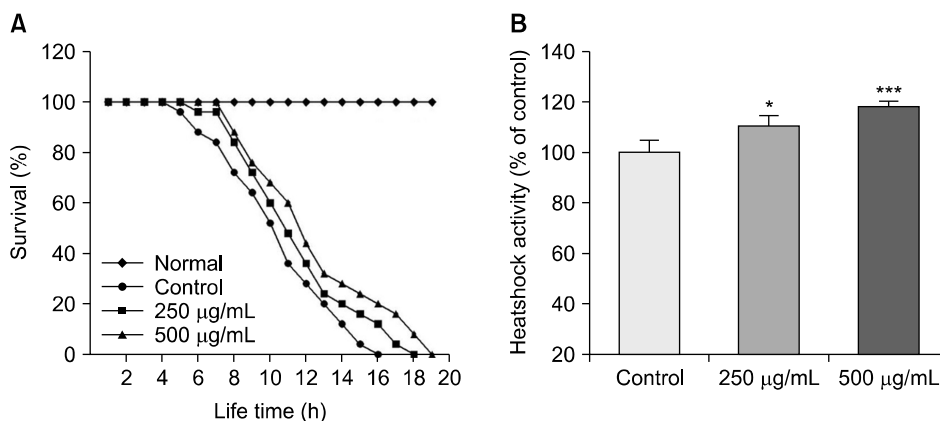 A
120
100
80
60
40
20
0
Survival (%)
Normal
Control
250 μg/mL
500 μg/mL
2 4 6 8 10 12 14 16 18 20
Life time (h)
B
120
140
120
100
80
60
40
20
Heatshock activity (% of control)
* ***
Control 250 μg/mL 500 μg/mL